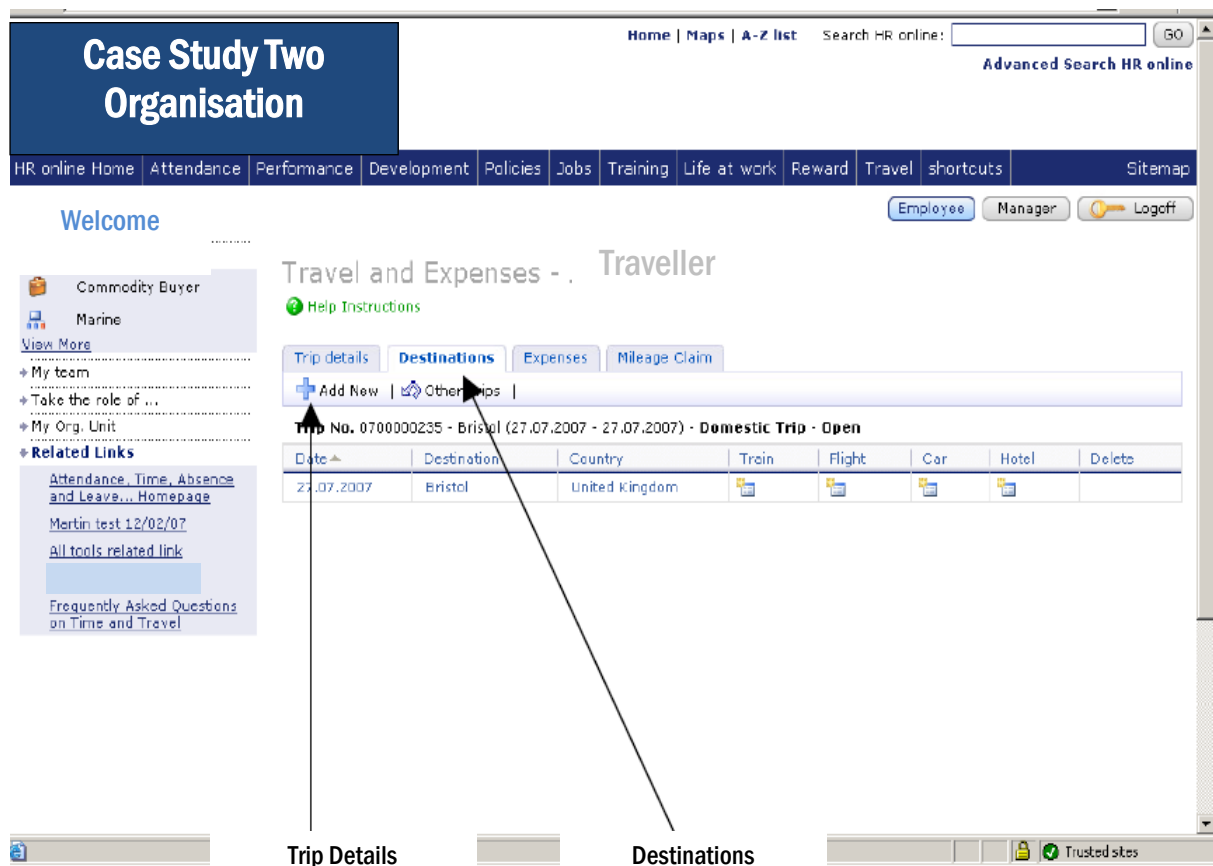 Case Study Two
Organisation
Home | Maps | A-Z list Search HR online: GO
Advanced Search HR online
HR online Home | Attendance | Performance | Development | Policies | Jobs | Training | Life at work | Reward | Travel | shortcuts | Sitemap
Employee Manager Logoff
Welcome
Travel and Expenses - . Traveller
Help Instructions
Commodity Buyer
Marine
View More
My team
Take the role of ...
My Org. Unit
Related Links
Attendance, Time, Absence
and Leave... Homepage
Martin test 12/02/07
All tools related link
Frequently Asked Questions
on Time and Travel
Trip details Destinations Expenses Mileage Claim
Add New | Other Trips |
Trip No. 0700000235 - Bristol (27.07.2007 - 27.07.2007) - Domestic Trip - Open
Date Destination Country Train Flight Car Hotel Delete
27.07.2007 Bristol United Kingdom
Trip Details Destinations
Trusted sites